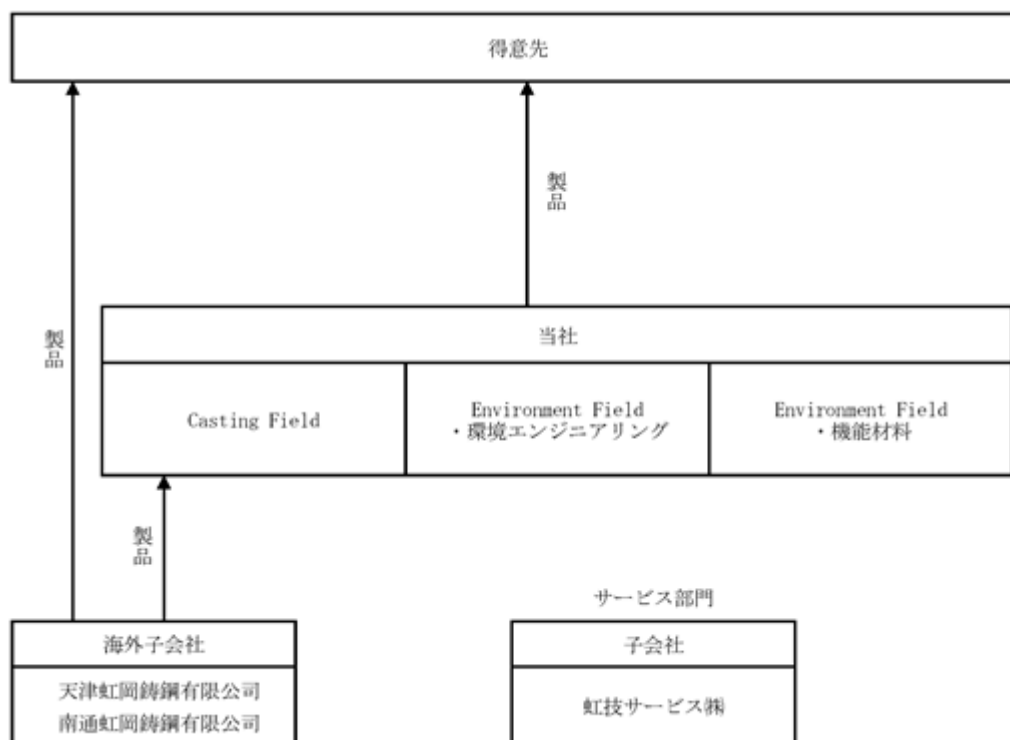 得意先
製品
製品
当社
Casting Field
Environment Field
・環境エンジニアリング
Environment Field
・機能材料
製品
サービス部門
海外子会社
天津虹岡鋳鋼有限公司
南通虹岡鋳鋼有限公司
子会社
虹技サービス㈱